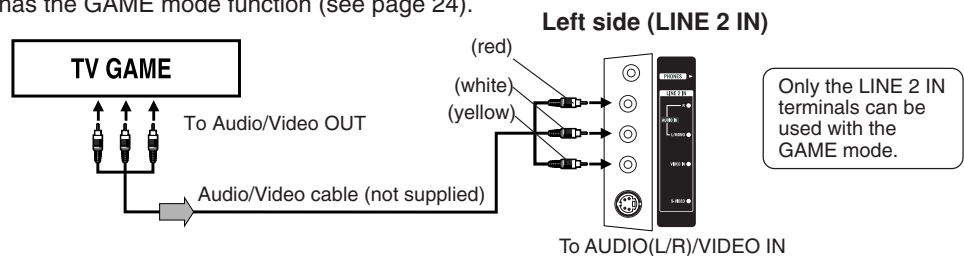 has the GAME mode function (see page 24).
Left side (LINE 2 IN)
(red)
TV GAME
(white)
(yellow)
To Audio/Video OUT
Audio/Video cable (not supplied)
PHONES
LINE 2 IN
R
AUDIO IN
L/MONO
VIDEO IN
S-VIDEO
To AUDIO(L/R)/VIDEO IN
Only the LINE 2 IN
terminals can be
used with the
GAME mode.